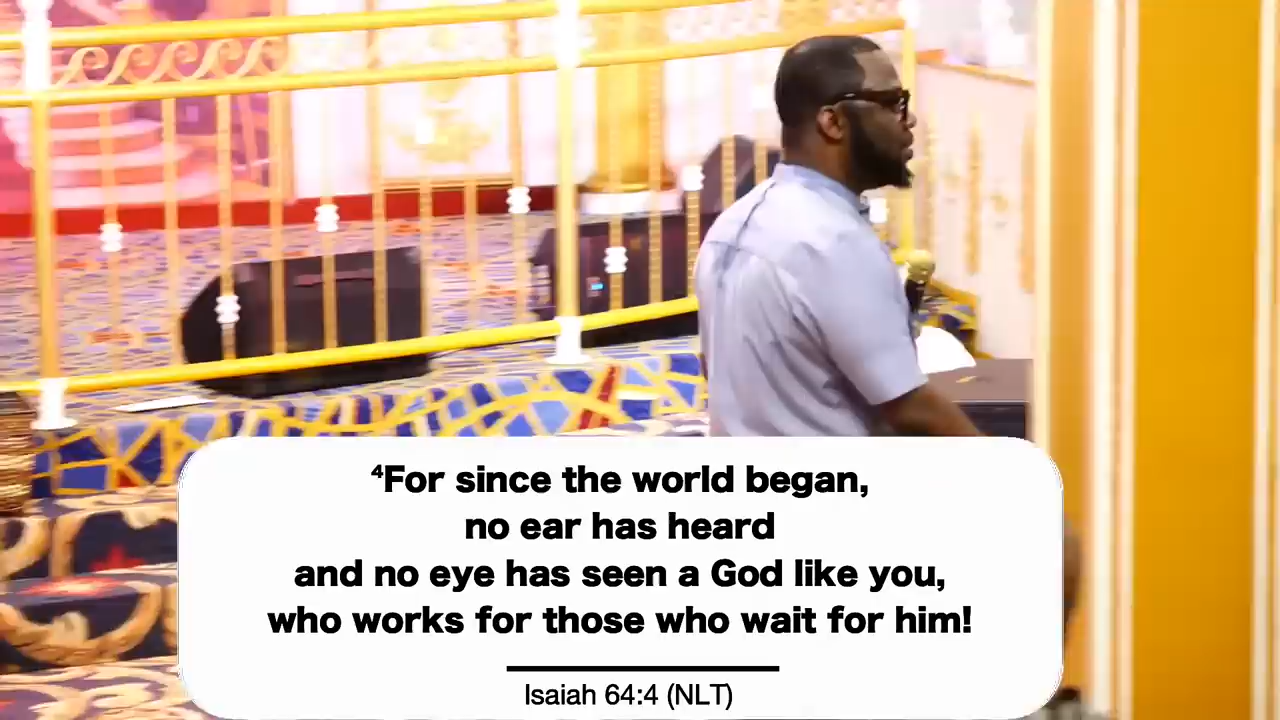 ⁴For since the world began,
no ear has heard
and no eye has seen a God like you,
who works for those who wait for him!
Isaiah 64:4 (NLT)